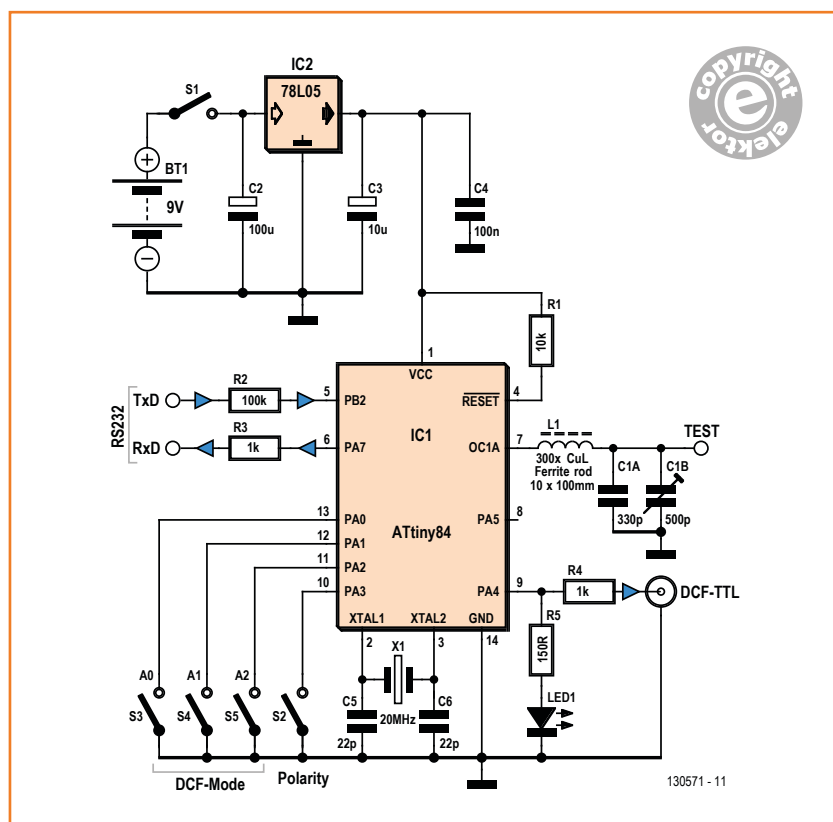 copyright
e
elektor
IC2
S1
78L05
BT1
9V
C2
100u
C3
10u
C4
100n
R1
10k
1
VCC
RS232
TxD
R2
100k
5
PB2
RESET
4
RxD
R3
1k
6
PA7
IC1
OC1A
7
L1
300x CuL
Ferrite rod
10 x 100mm
TEST
C1A
330p
C1B
500p
13
PA0
12
PA1
11
PA2
10
PA3
ATtiny84
PA5
8
PA4
9
R4
1k
DCF-TTL
R5
150R
XTAL1
XTAL2
GND
2
3
14
X1
20MHz
C5
22p
C6
22p
LED1
A0
S3
A1
S4
A2
S5
S2
DCF-Mode
Polarity
130571 - 11